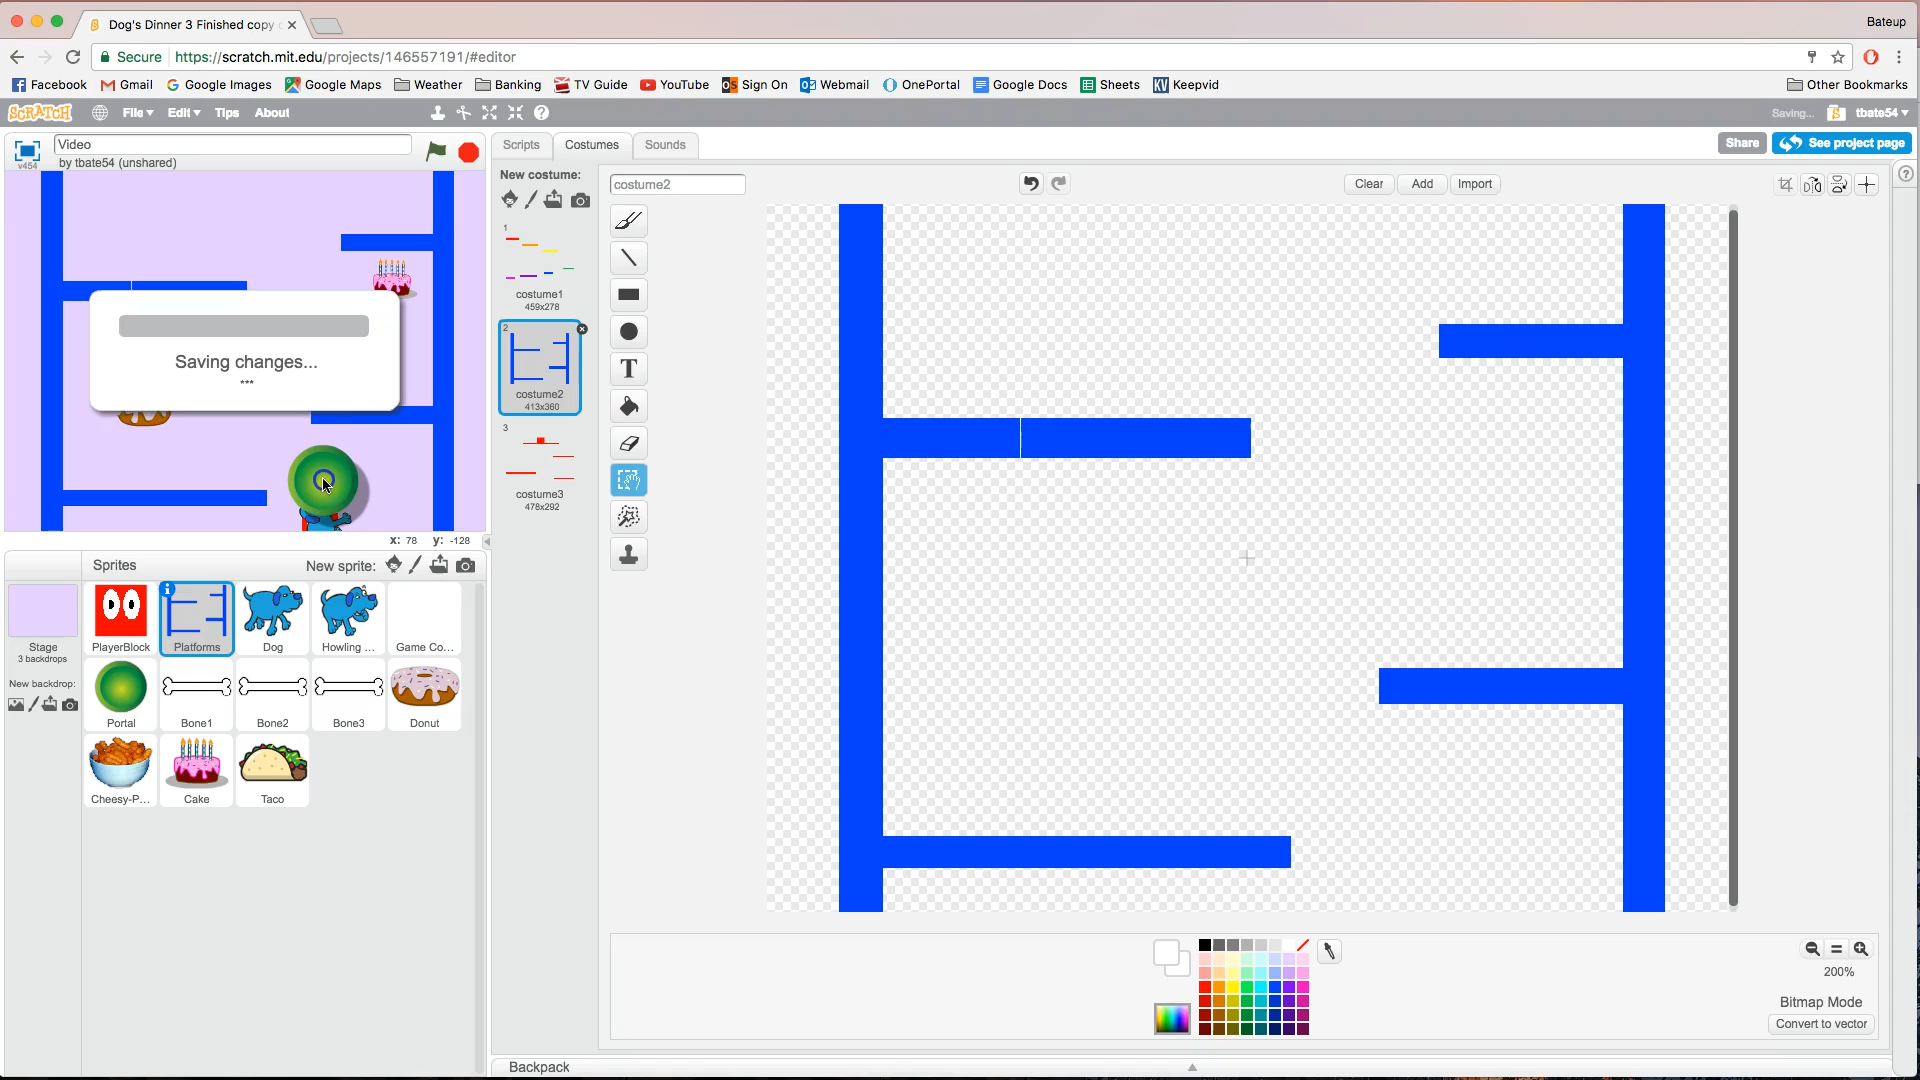 Dog's Dinner 3 Finished copy
Bateup
Secure
https://scratch.mit.edu/projects/146557191/#editor
Facebook
Gmail
Google Images
Google Maps
Weather
Banking
TV Guide
YouTube
Sign On
Webmail
OnePortal
Google Docs
Sheets
KV Keepvid
Other Bookmarks
SCRATCH
File
Edit
Tips
About
Saving...
tbate54
Video
by tbate54 (unshared)
v454
Scripts
Costumes
Sounds
Share
See project page
New costume:
costume2
Clear
Add
Import
1
costume1
459x278
2
costume2
413x360
3
costume3
478x292
T
Saving changes...
***
x: 78 y: -128
Sprites
New sprite:
Stage
3 backdrops
New backdrop:
PlayerBlock
Platforms
Dog
Howling ...
Game Co...
Portal
Bone1
Bone2
Bone3
Donut
Cheesy-P...
Cake
Taco
200%
Bitmap Mode
Convert to vector
Backpack